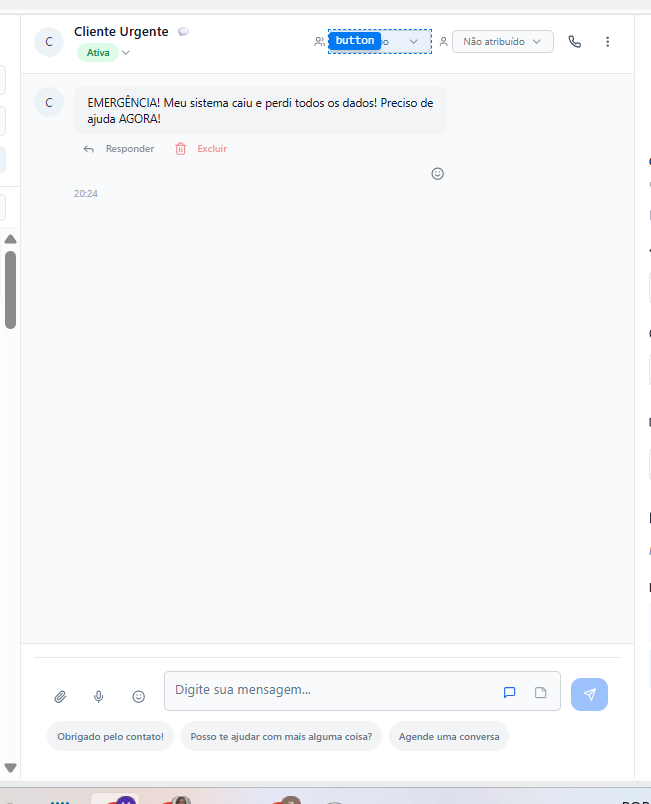 C
Cliente Urgente
Ativa
button
Não atribuído
C
EMERGÊNCIA! Meu sistema caiu e perdi todos os dados! Preciso de
ajuda AGORA!
Responder
Excluir
20:24
Digite sua mensagem...
Obrigado pelo contato!
Posso te ajudar com mais alguma coisa?
Agende uma conversa